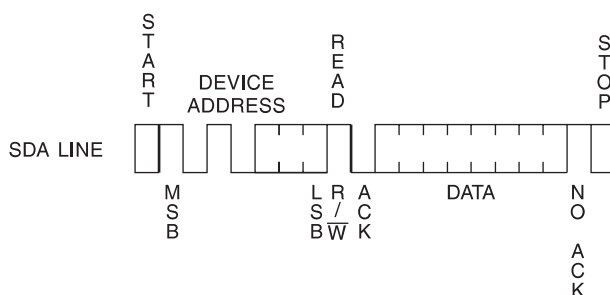 START
READ
STOP
DEVICE
ADDRESS
SDA LINE
MSB
LSB
R/W
ACK
DATA
NO ACK